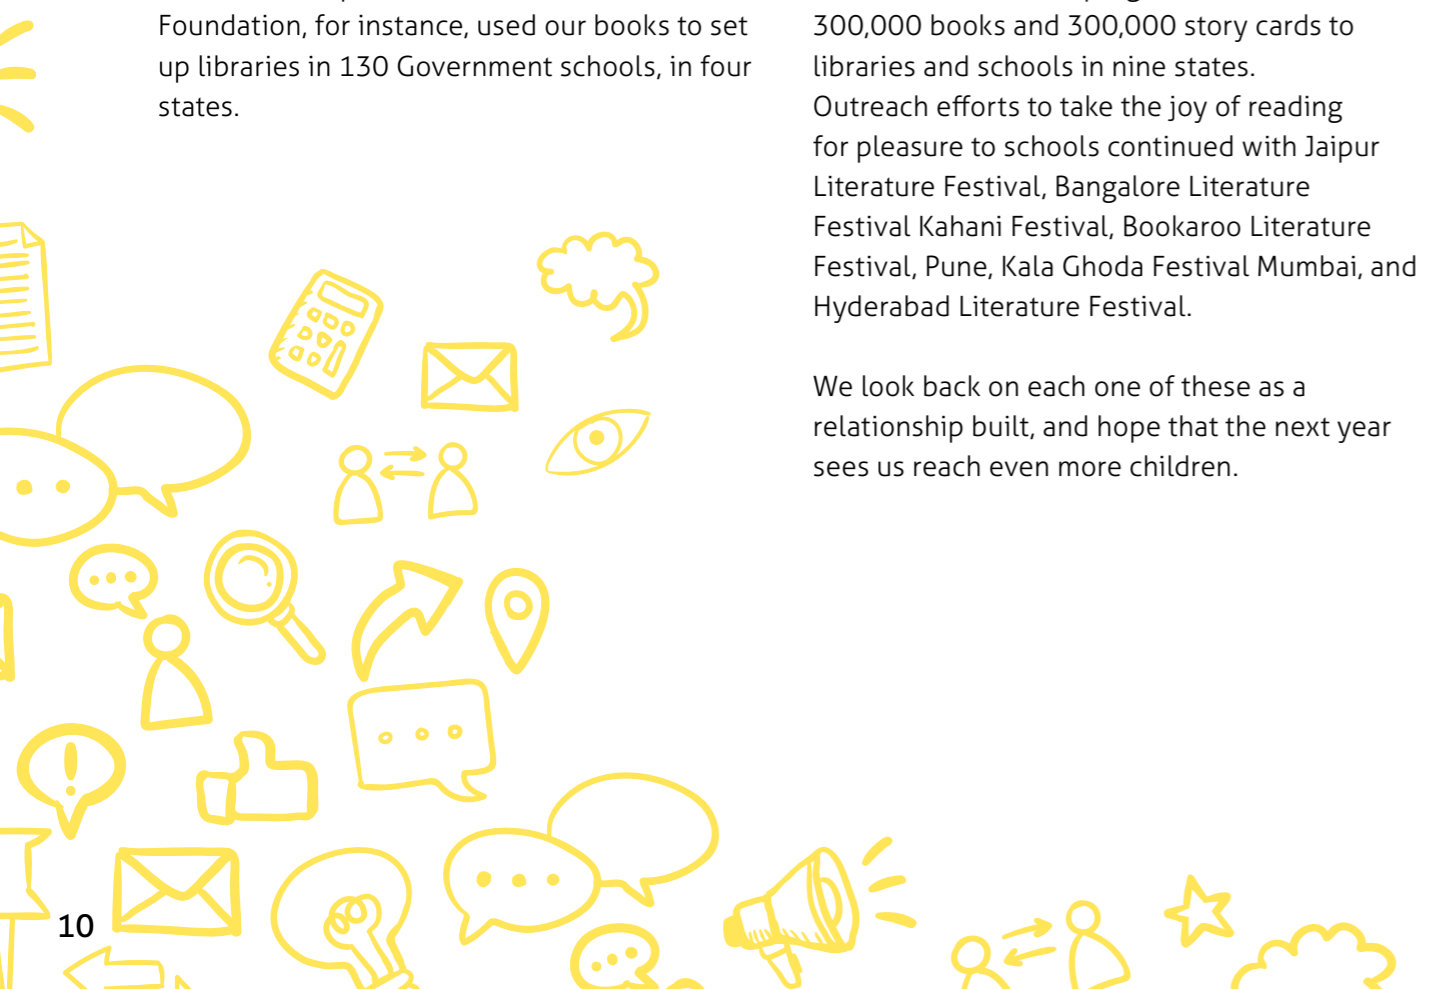 Foundation, for instance, used our books to set
up libraries in 130 Government schools, in four
states.
300,000 books and 300,000 story cards to
libraries and schools in nine states.
Outreach efforts to take the joy of reading
for pleasure to schools continued with Jaipur
Literature Festival, Bangalore Literature
Festival Kahani Festival, Bookaroo Literature
Festival, Pune, Kala Ghoda Festival Mumbai, and
Hyderabad Literature Festival.
We look back on each one of these as a
relationship built, and hope that the next year
sees us reach even more children.
10